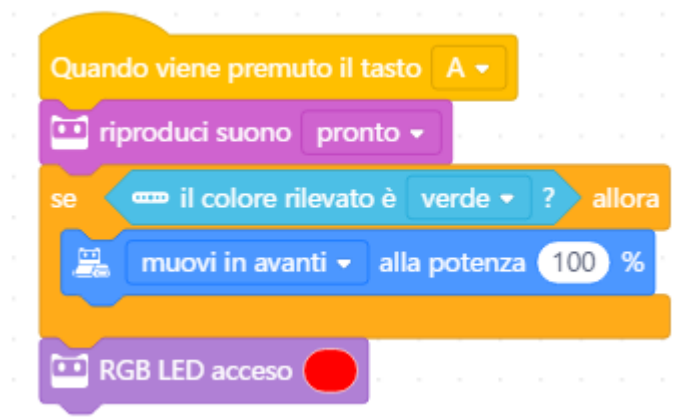 Quando viene premuto il tasto A
riproduci suono pronto
se il colore rilevato è verde ? allora
muovi in avanti alla potenza 100 %
RGB LED acceso